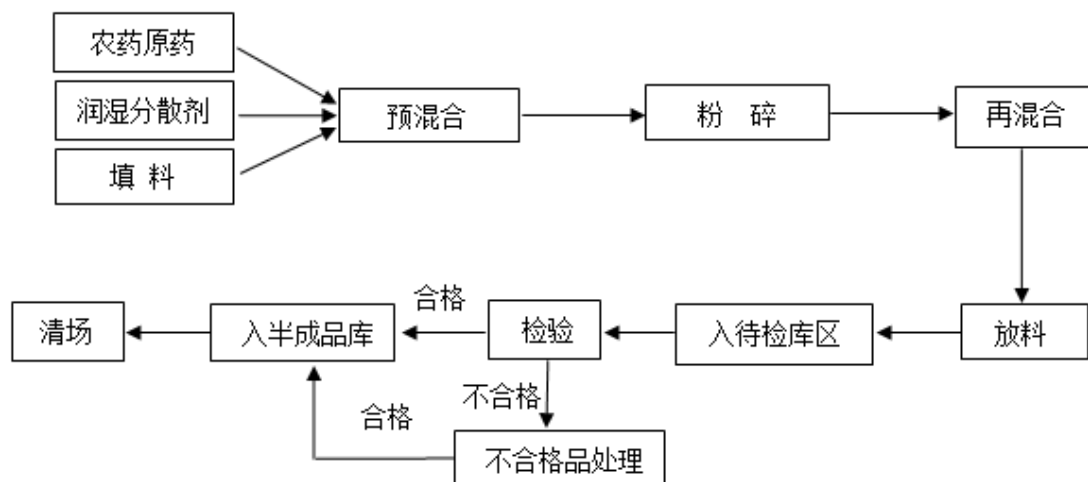 农药原药
润湿分散剂
填 料
预混合
粉 碎
再混合
清场
入半成品库
合格
检验
入待检库区
放料
不合格
合格
不合格品处理